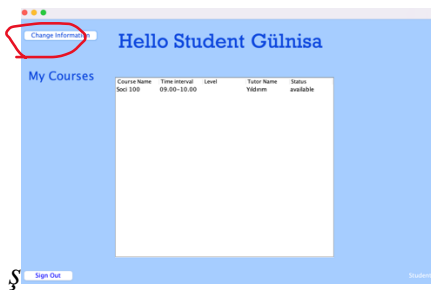 Change Information
Hello Student Gülnisa
My Courses
Course Name Time interval Level Tutor Name Status
Soci 100 09.00-10.00 Yıldırım available
Ş
Sign Out
Student